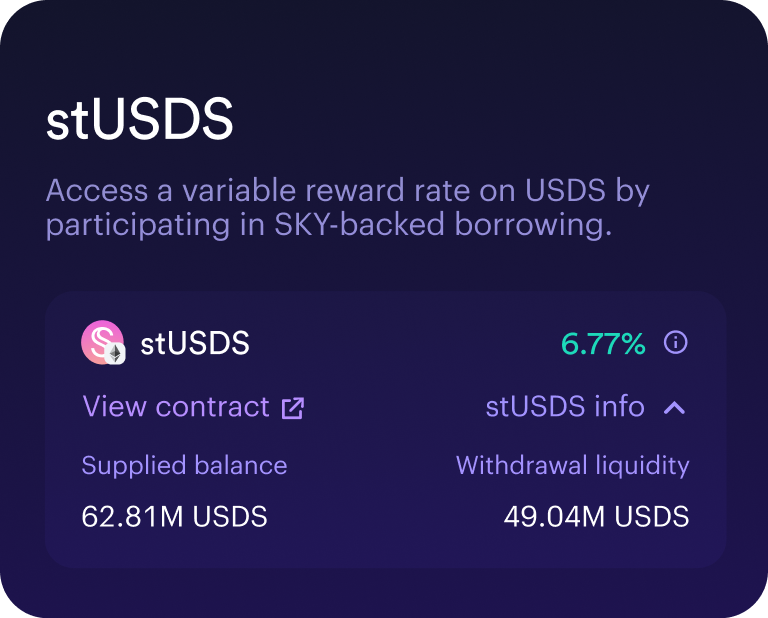 stUSDS
Access a variable reward rate on USDS by
participating in SKY-backed borrowing.
stUSDS 6.77%
View contract stUSDS info
Supplied balance Withdrawal liquidity
62.81M USDS 49.04M USDS